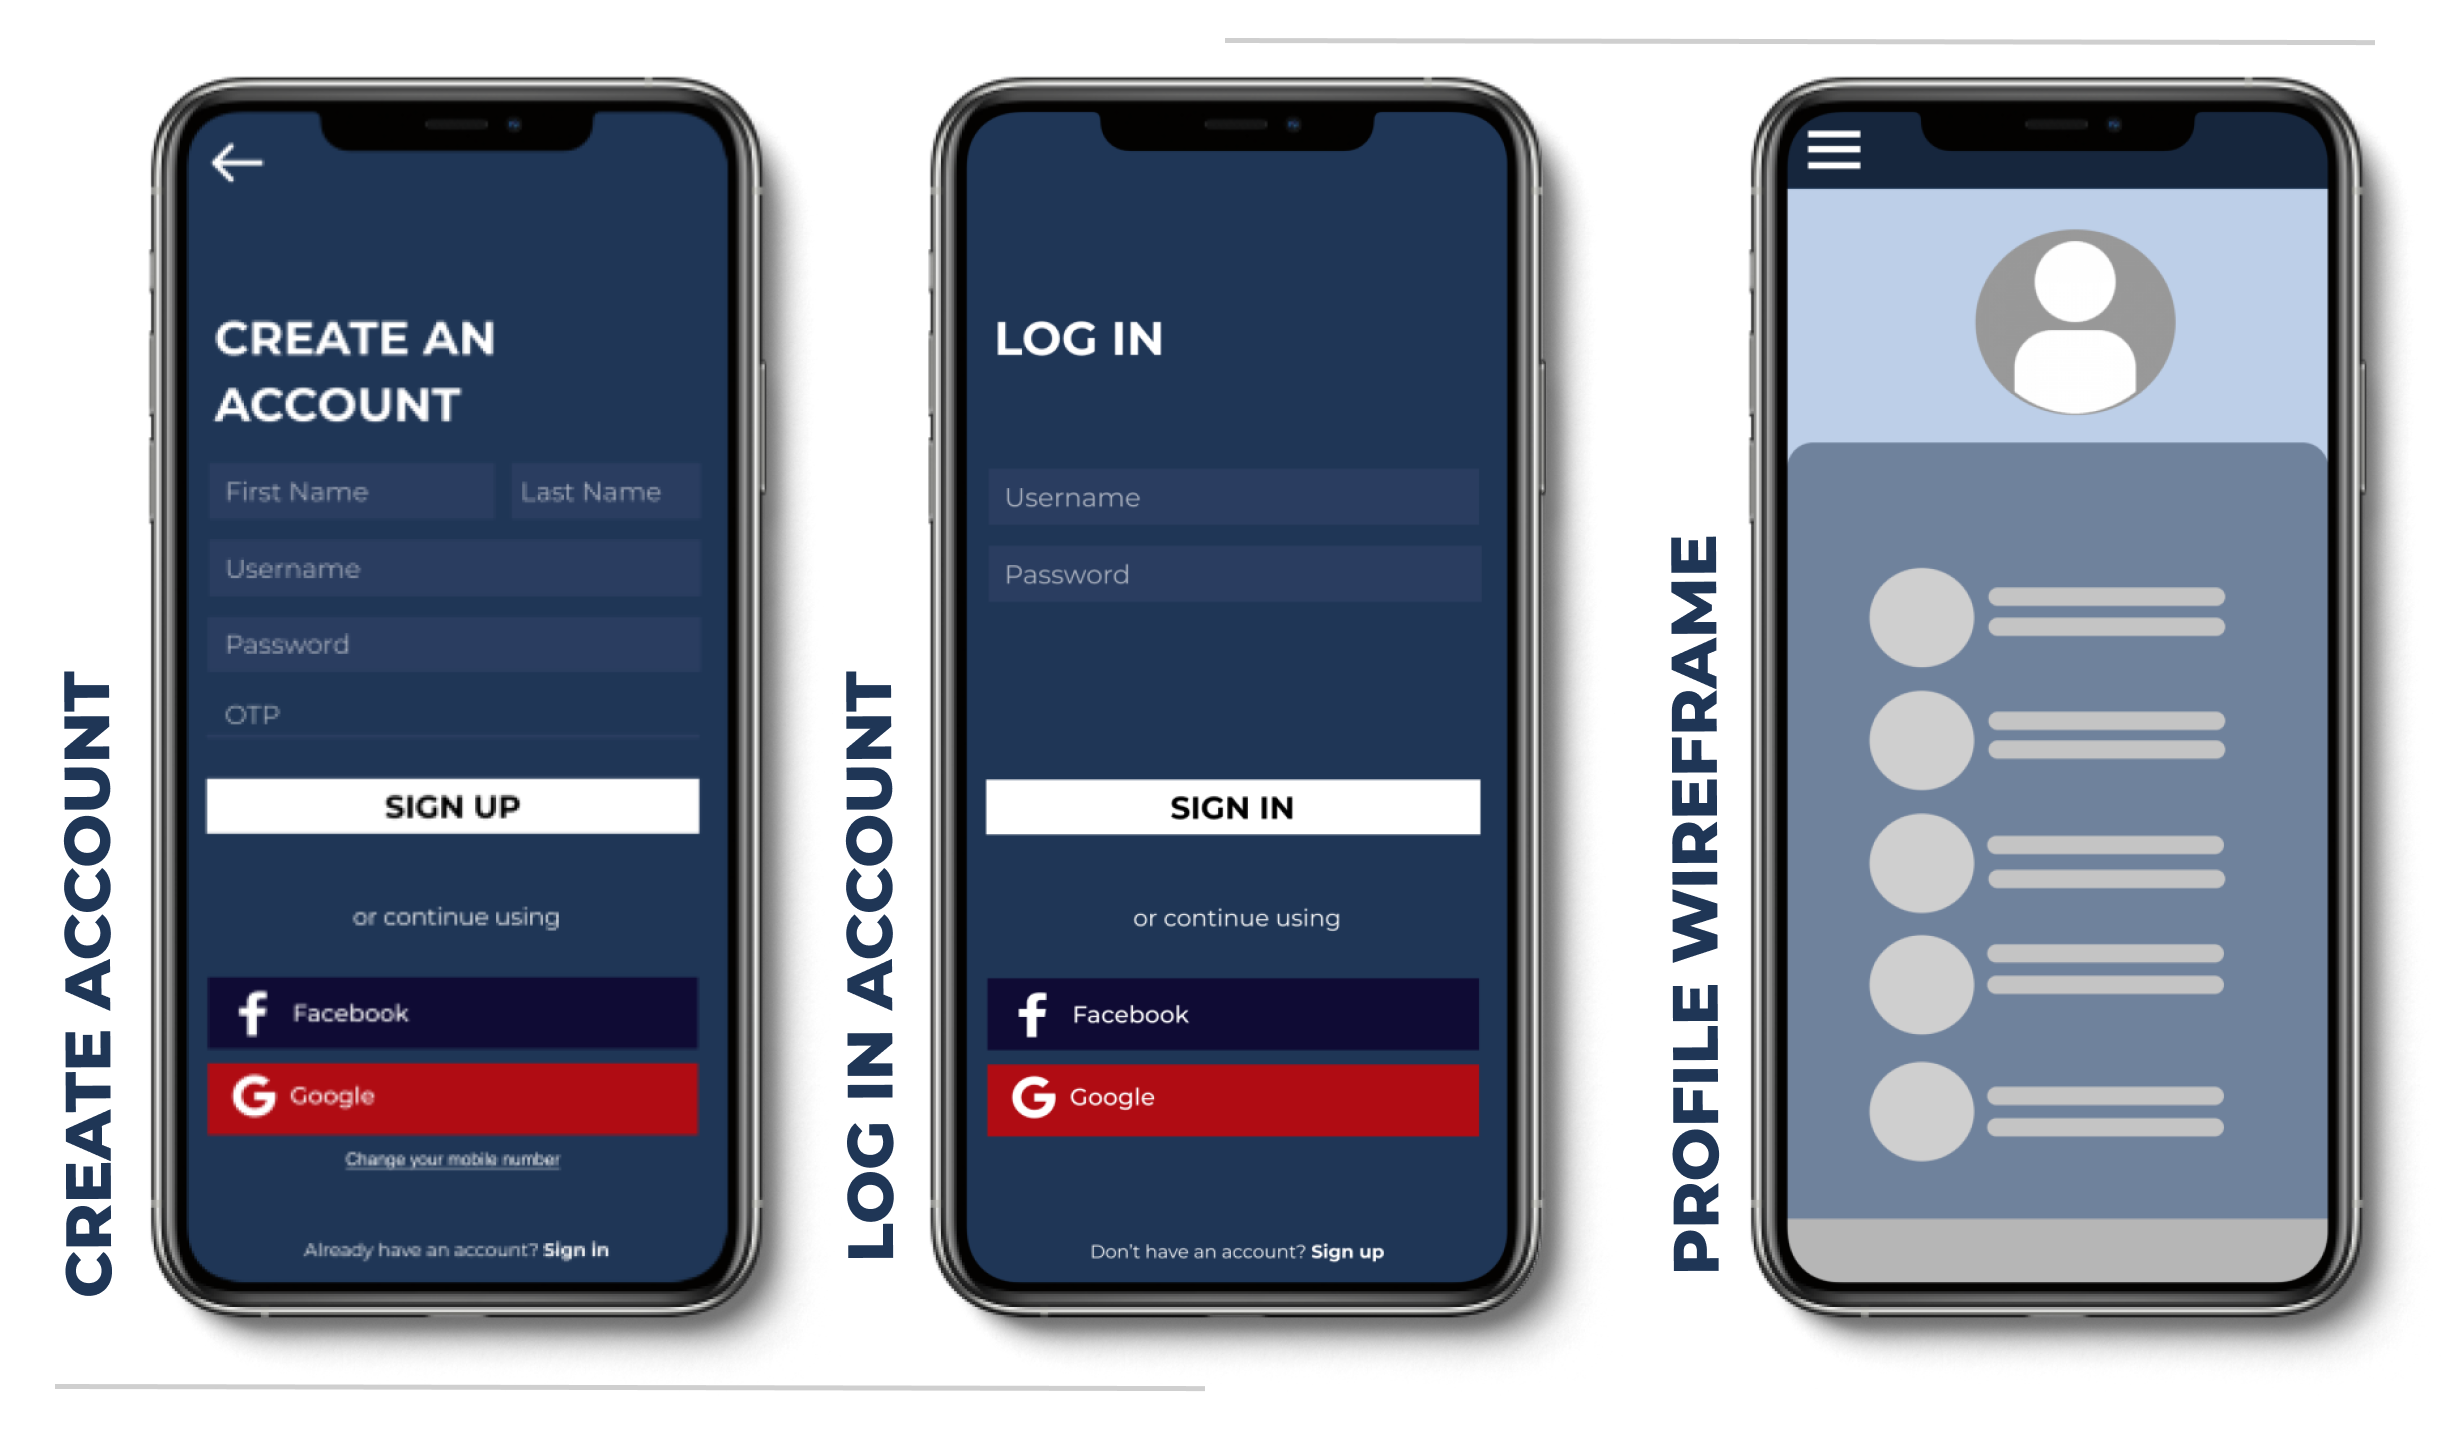 CREATE ACCOUNT
CREATE AN
ACCOUNT
First Name
Last Name
Username
Password
OTP
SIGN UP
or continue using
Facebook
Google
Change your mobile number
Already have an account? Sign in
LOG IN ACCOUNT
LOG IN
Username
Password
SIGN IN
or continue using
Facebook
Google
Don't have an account? Sign up
PROFILE WIREFRAME